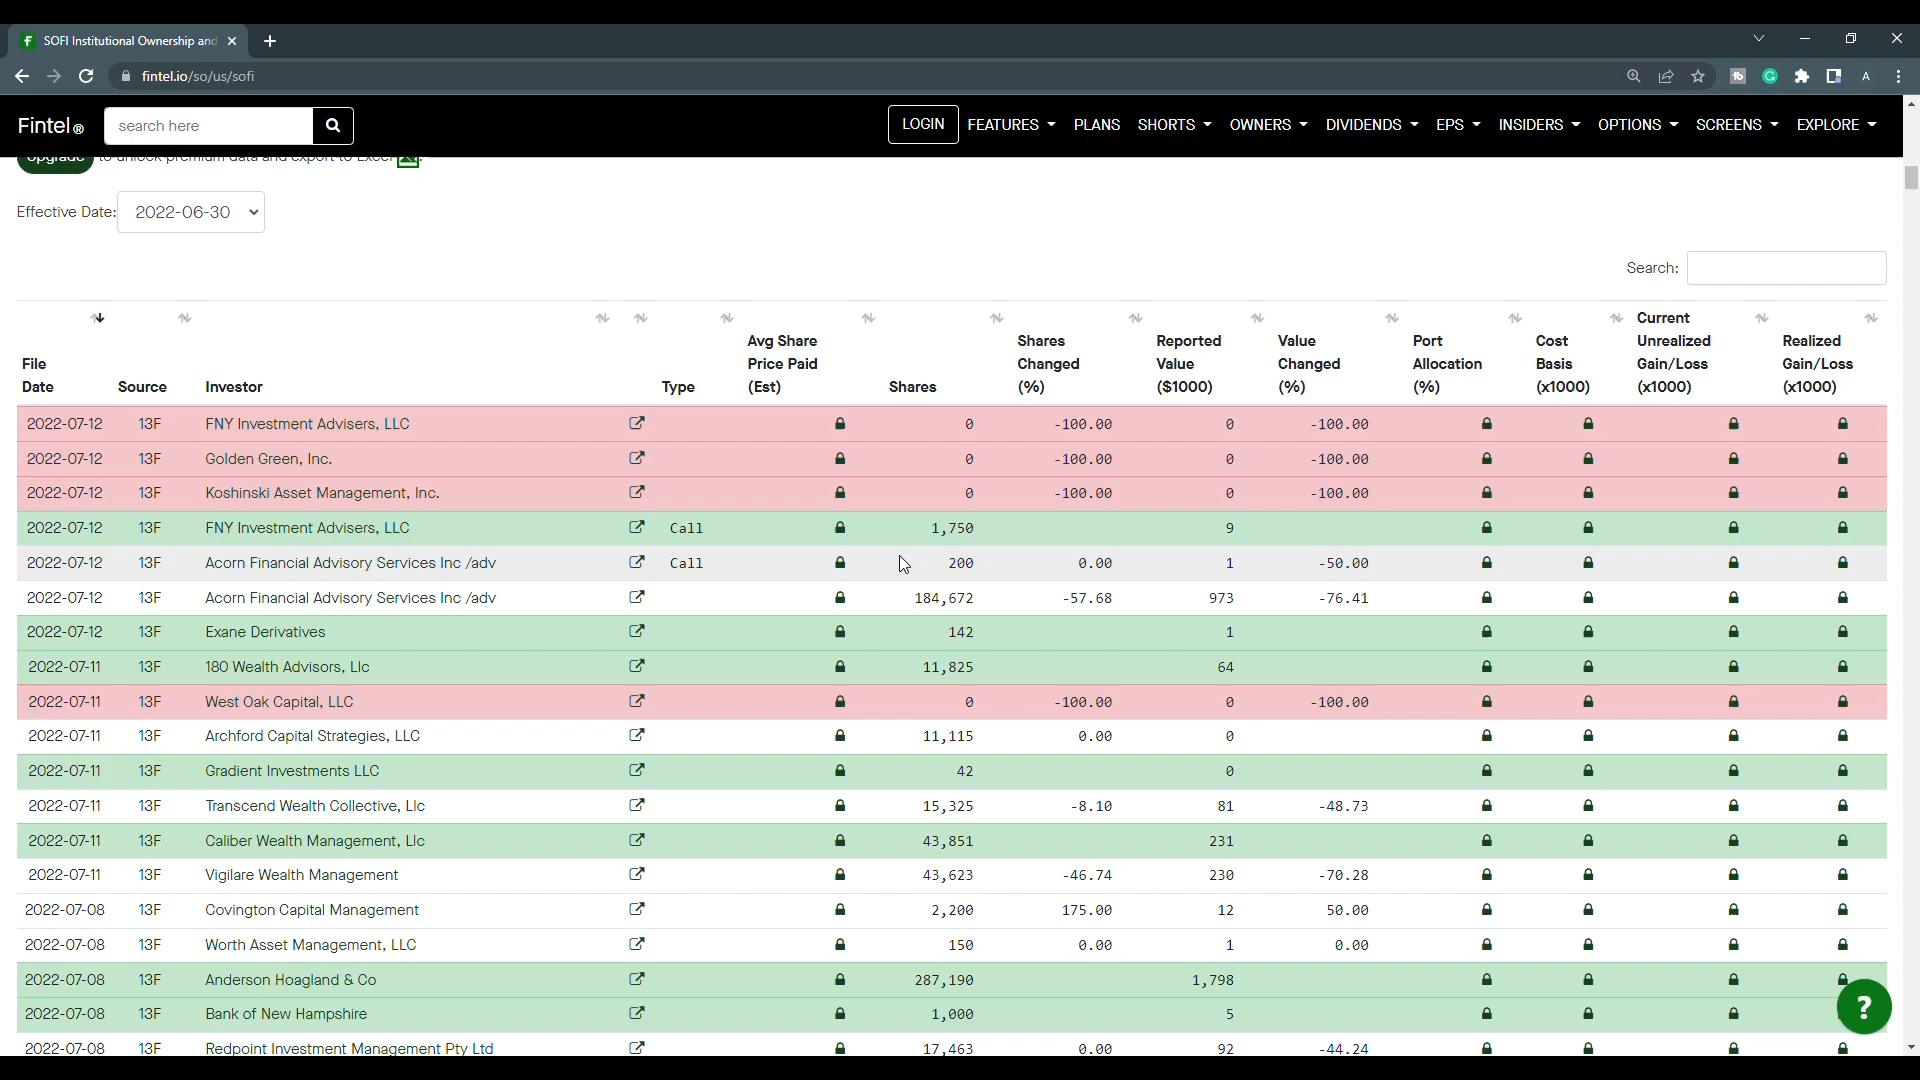 SOFI Institutional Ownership and
fintel.io/so/us/sofi
A
Fintel®
search here
LOGIN FEATURES PLANS SHORTS OWNERS DIVIDENDS EPS INSIDERS OPTIONS SCREENS EXPLORE
Upgrade to unlock premium data and export to Excel
Effective Date: 2022-06-30
Search:
File Date Source Investor Type Avg Share Price Paid (Est) Shares Shares Changed (%) Reported Value ($1000) Value Changed (%) Port Allocation (%) Cost Basis (x1000) Current Unrealized Gain/Loss (x1000) Realized Gain/Loss (x1000)
2022-07-12 13F FNY Investment Advisers, LLC 0 -100.00 0 -100.00
2022-07-12 13F Golden Green, Inc. 0 -100.00 0 -100.00
2022-07-12 13F Koshinski Asset Management, Inc. 0 -100.00 0 -100.00
2022-07-12 13F FNY Investment Advisers, LLC Call 1,750 9
2022-07-12 13F Acorn Financial Advisory Services Inc /adv Call 200 0.00 1 -50.00
2022-07-12 13F Acorn Financial Advisory Services Inc /adv 184,672 -57.68 973 -76.41
2022-07-12 13F Exane Derivatives 142 1
2022-07-11 13F 180 Wealth Advisors, Llc 11,825 64
2022-07-11 13F West Oak Capital, LLC 0 -100.00 0 -100.00
2022-07-11 13F Archford Capital Strategies, LLC 11,115 0.00 0
2022-07-11 13F Gradient Investments LLC 42 0
2022-07-11 13F Transcend Wealth Collective, Llc 15,325 -8.10 81 -48.73
2022-07-11 13F Caliber Wealth Management, Llc 43,851 231
2022-07-11 13F Vigilare Wealth Management 43,623 -46.74 230 -70.28
2022-07-08 13F Covington Capital Management 2,200 175.00 12 50.00
2022-07-08 13F Worth Asset Management, LLC 150 0.00 1 0.00
2022-07-08 13F Anderson Hoagland & Co 287,190 1,798
2022-07-08 13F Bank of New Hampshire 1,000 5
2022-07-08 13F Redpoint Investment Management Pty Ltd 17,463 0.00 92 -44.24
?